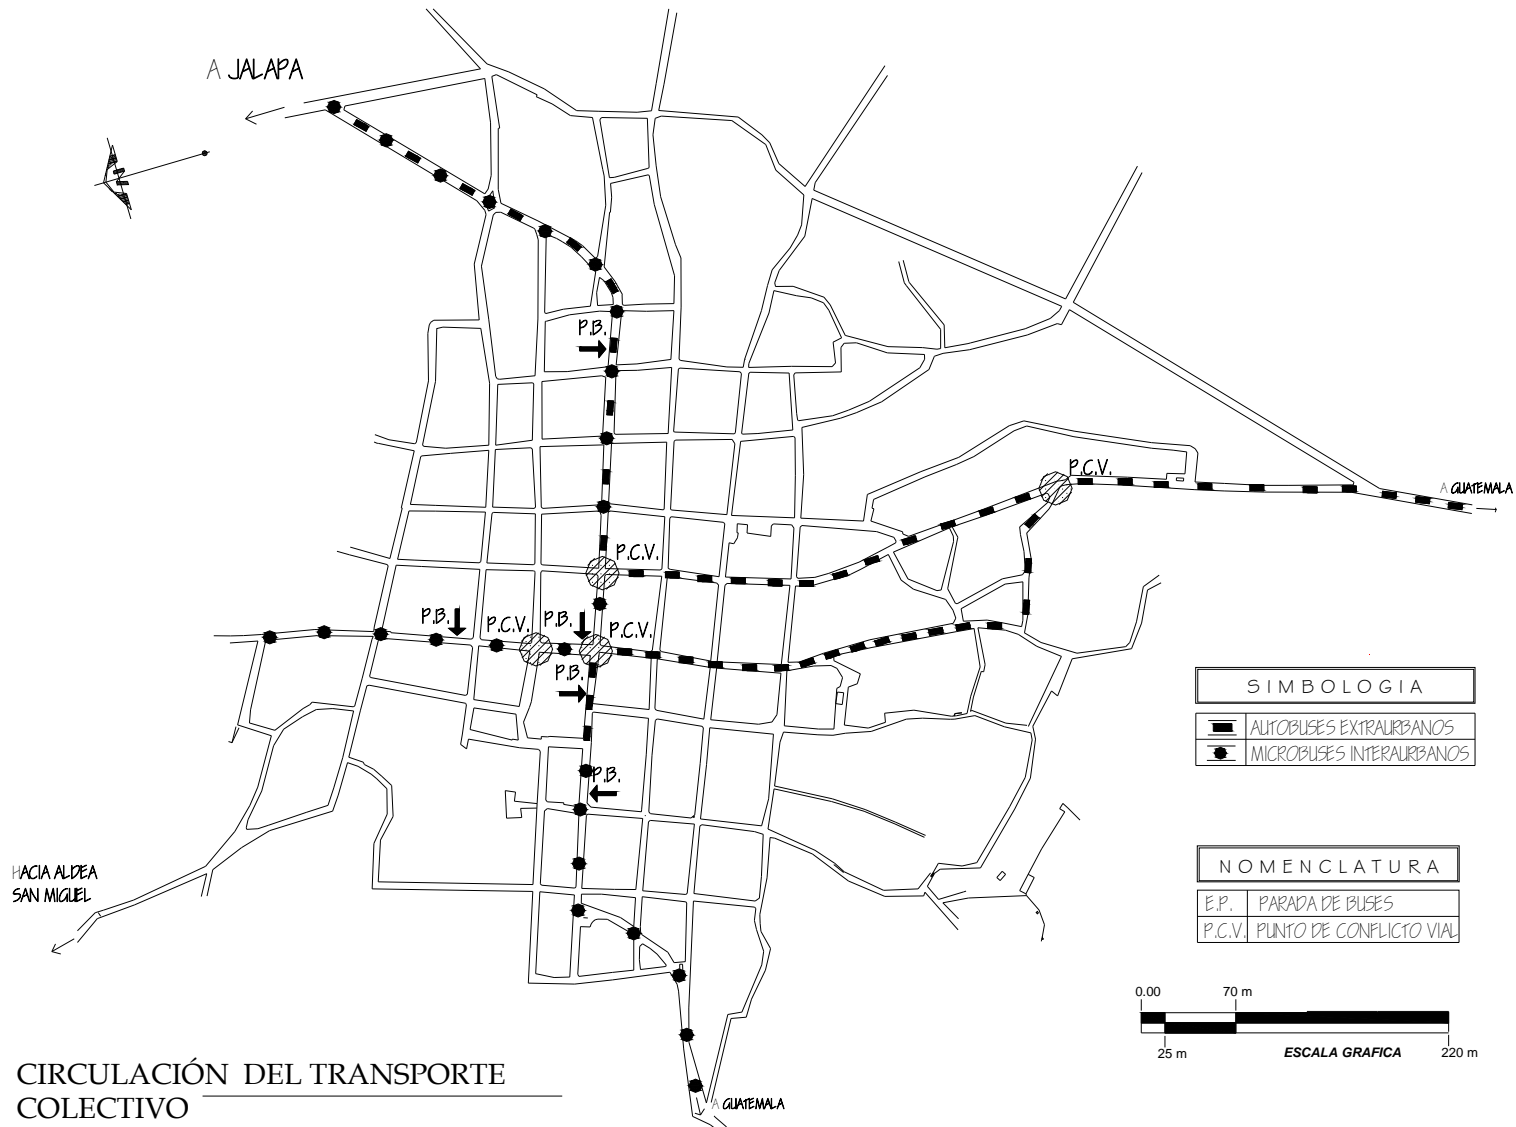 A JALAPA
P.B.
P.C.V.
A GUATEMALA
P.C.V.
P.B.
P.C.V.
P.B.
P.C.V.
P.B.
P.B.
SIMBOLOGIA
AUTOBUSES EXTRAURBANOS
MICROBUSES INTERAURBANOS
HACIA ALDEA
SAN MIGUEL
NOMENCLATURA
E.P. PARADA DE BUSES
P.C.V. PUNTO DE CONFLICTO VIAL
0.00 70 m
25 m ESCALA GRAFICA 220 m
CIRCULACIÓN DEL TRANSPORTE
COLECTIVO
A GUATEMALA